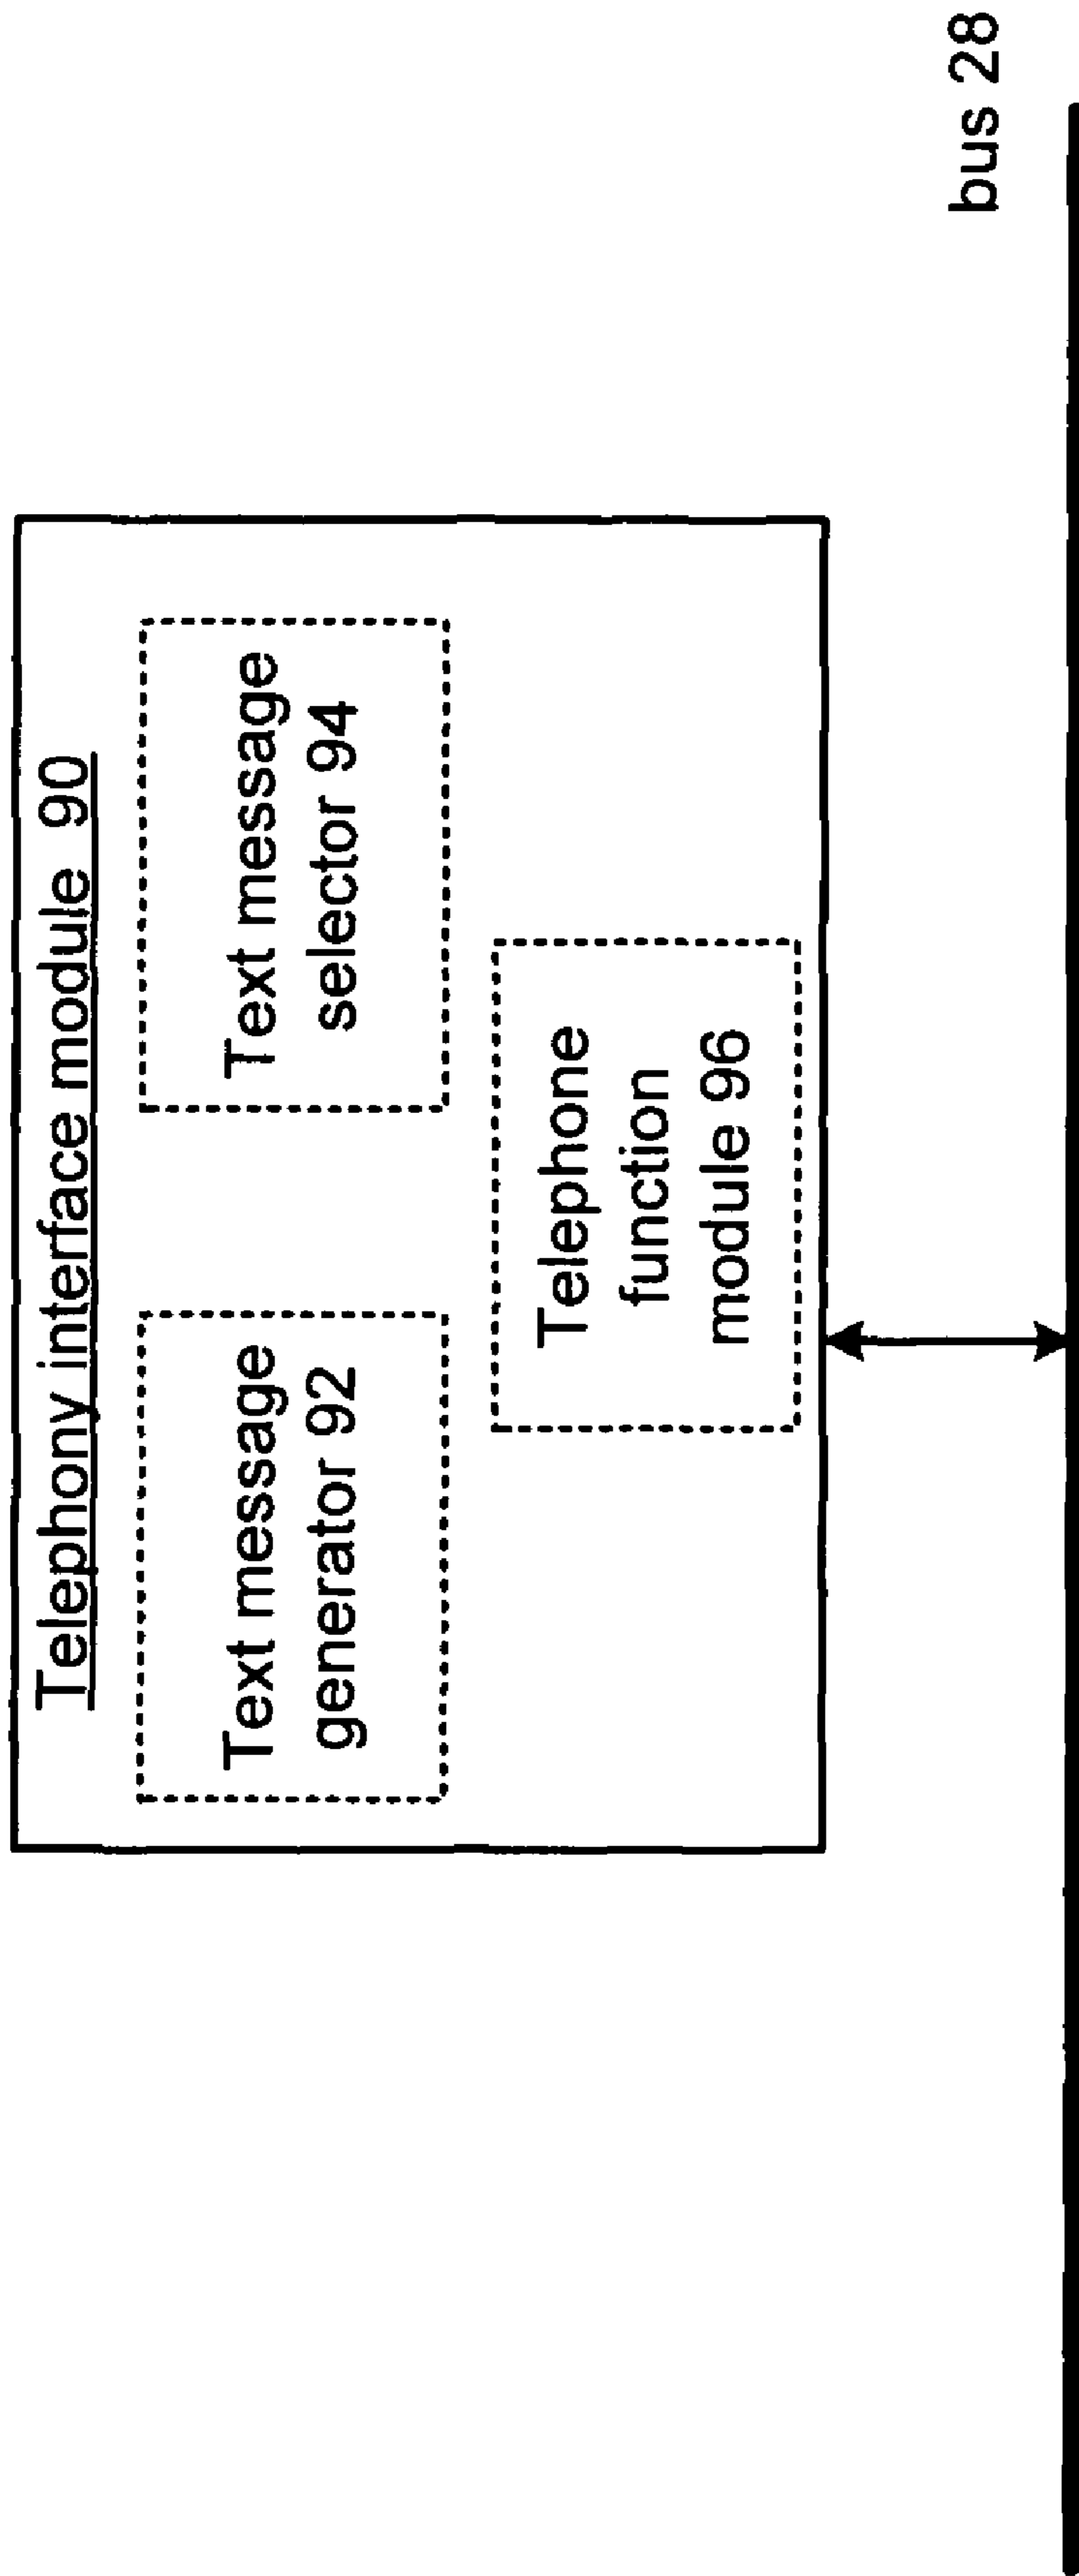 Telephony interface module 90
Text message
generator 92
Text message
selector 94
Telephone
function
module 96
bus 28